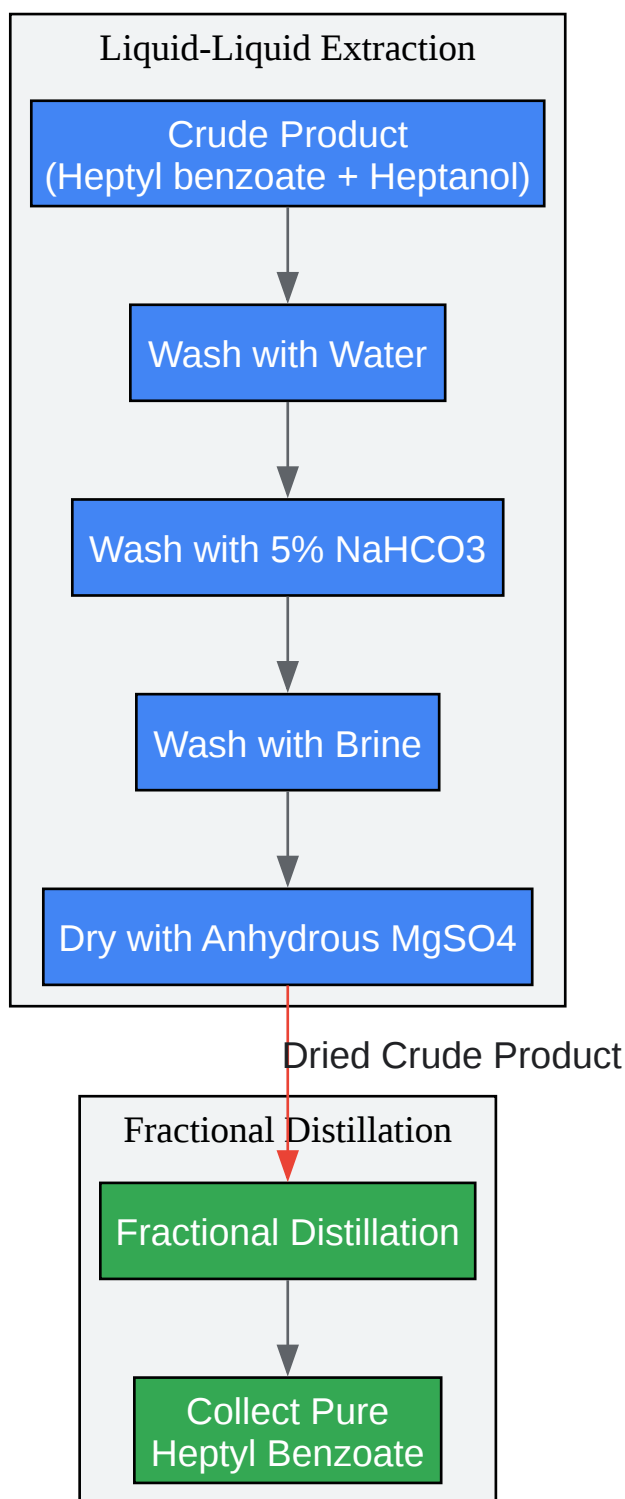 Liquid-Liquid Extraction
Crude Product
(Heptyl benzoate + Heptanol)
Wash with Water
Wash with 5% NaHCO3
Wash with Brine
Dry with Anhydrous MgSO4
Dried Crude Product
Fractional Distillation
Fractional Distillation
Collect Pure
Heptyl Benzoate